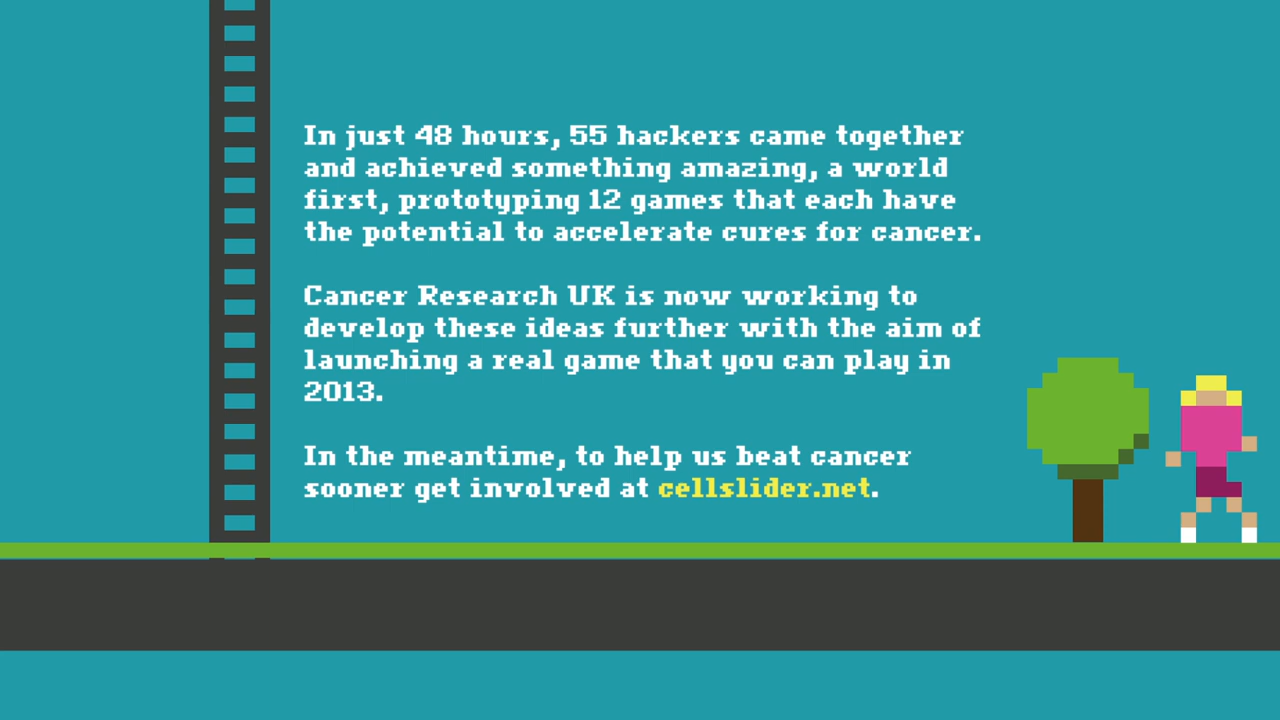 In just 48 hours, 55 hackers came together
and achieved something amazing, a world
first, prototyping 12 games that each have
the potential to accelerate cures for cancer.
Cancer Research UK is now working to
develop these ideas further with the aim of
launching a real game that you can play in
2013.
In the meantime, to help us beat cancer
sooner get involved at cellslider.net.